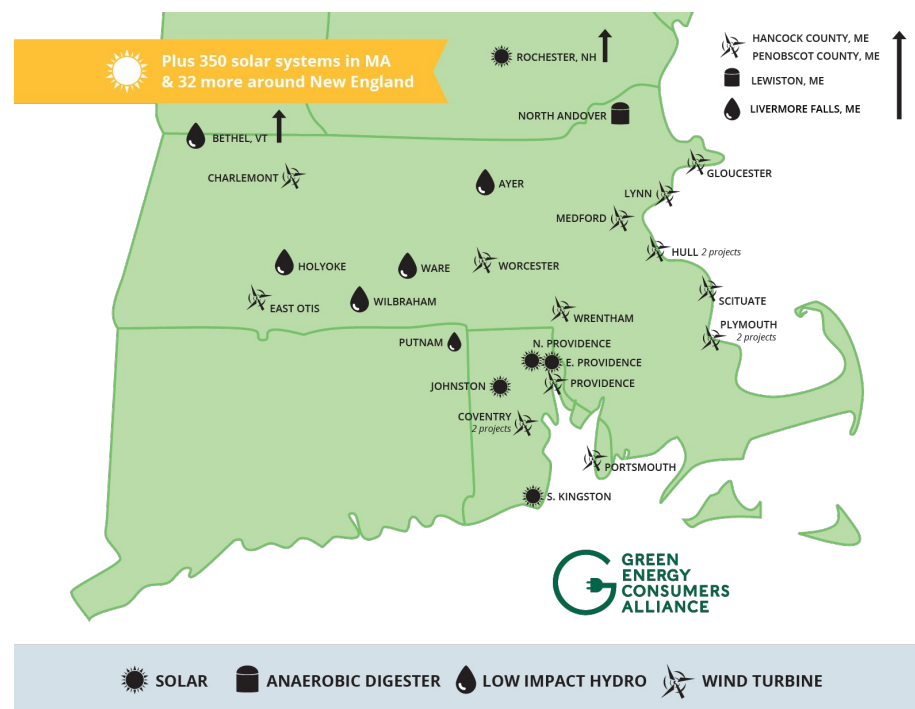 Plus 350 solar systems in MA
& 32 more around New England
ROCHESTER, NH
HANCOCK COUNTY, ME
PENOBSCOT COUNTY, ME
LEWISTON, ME
LIVERMORE FALLS, ME
NORTH ANDOVER
BETHEL, VT
CHARLEMONT
AYER
GLOUCESTER
LYNN
MEDFORD
HULL 2 projects
HOLYOKE
WARE
WORCESTER
EAST OTIS
WILBRAHAM
SCITUATE
WRENTHAM
PLYMOUTH
2 projects
PUTNAM
N. PROVIDENCE
E. PROVIDENCE
JOHNSTON
PROVIDENCE
COVENTRY
2 projects
PORTSMOUTH
S. KINGSTON
GREEN
ENERGY
CONSUMERS
ALLIANCE
SOLAR
ANAEROBIC DIGESTER
LOW IMPACT HYDRO
WIND TURBINE